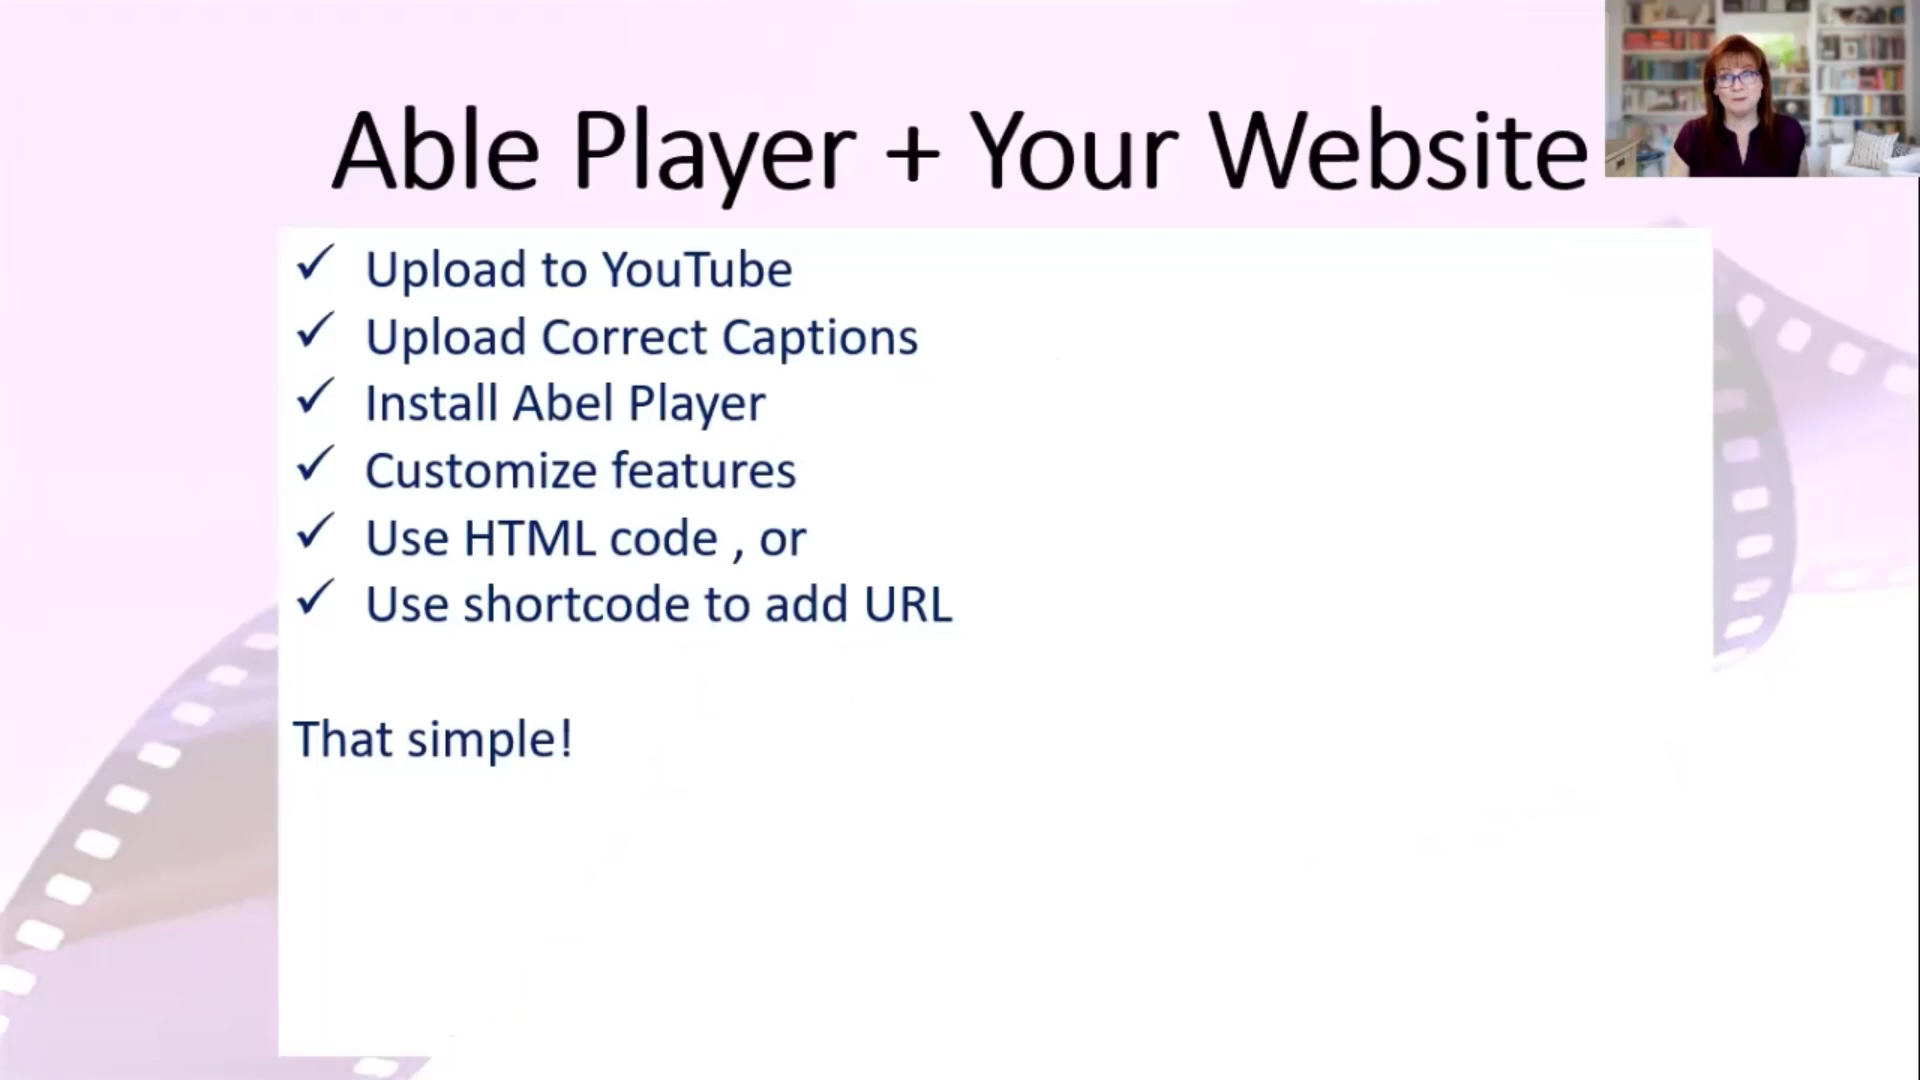 Able Player + Your Website
✓ Upload to YouTube
✓ Upload Correct Captions
✓ Install Abel Player
✓ Customize features
✓ Use HTML code , or
✓ Use shortcode to add URL
That simple!